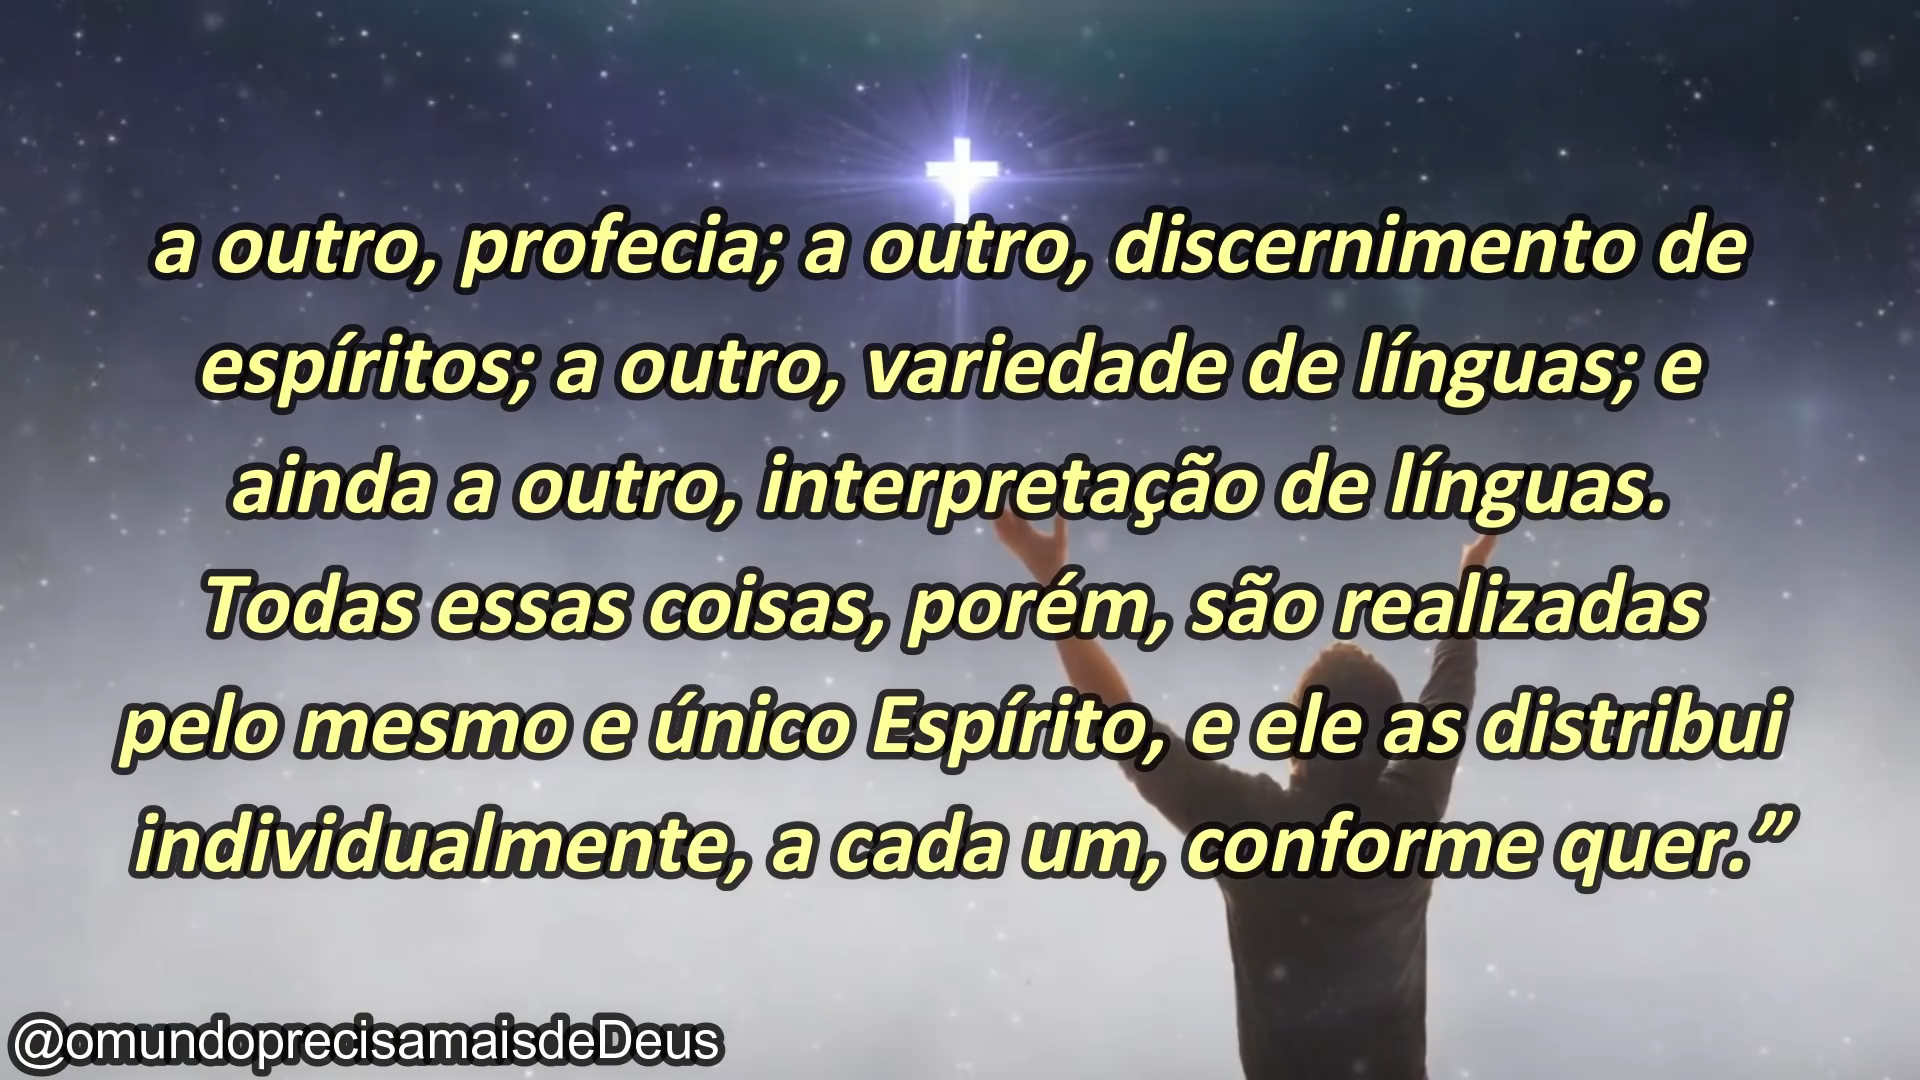 a outro, profecia; a outro, discernimento de
espíritos; a outro, variedade de línguas; e
ainda a outro, interpretação de línguas.
Todas essas coisas, porém, são realizadas
pelo mesmo e único Espírito, e ele as distribui
individualmente, a cada um, conforme quer.”
@omundoprecisamaisdeDeus